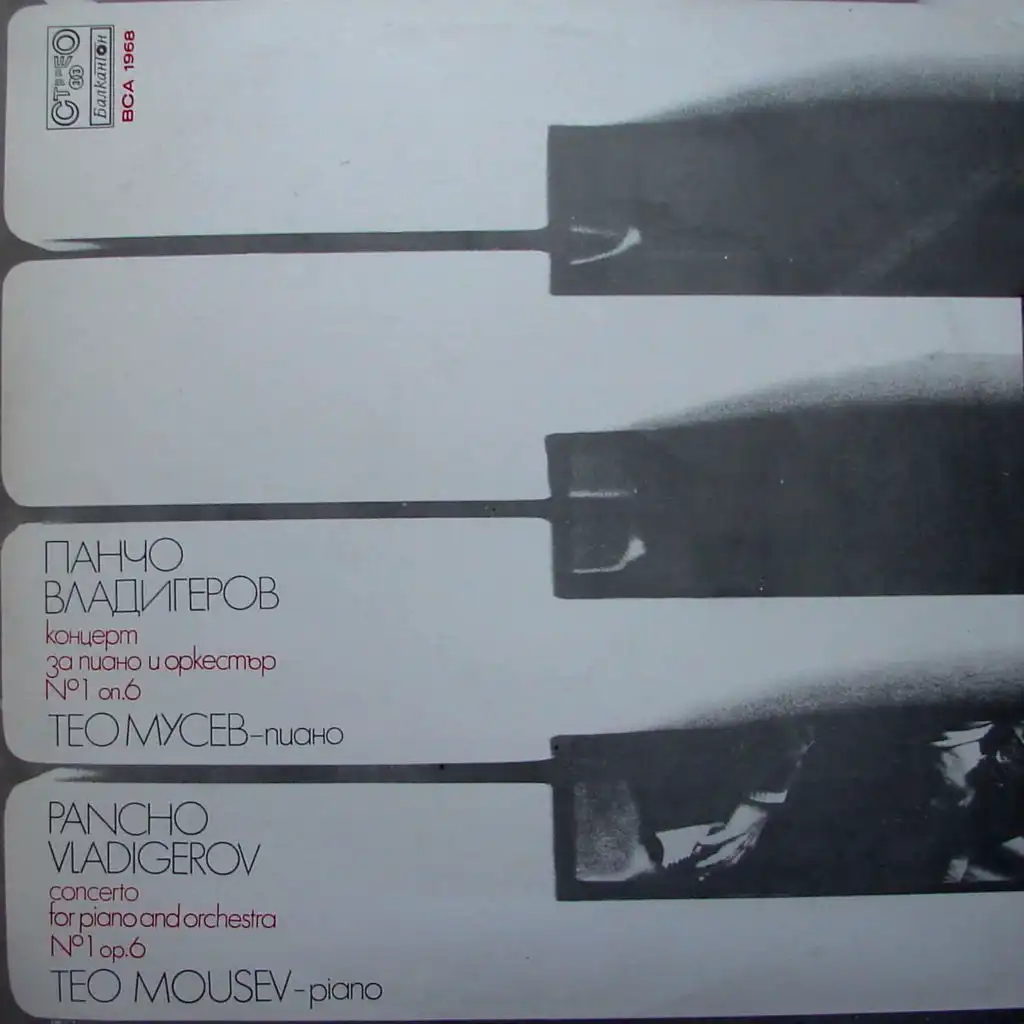 СТЕРЕО
33
Балкантон
ВСА 1968
ПАНЧО
ВЛАДИГЕРОВ
концерт
за пиано и оркестър
№1 оп.6
ТЕО МУСЕВ-пиано
PANCHO
VLADIGEROV
concerto
for piano and orchestra
№1 op.6
TEO MOUSEV-piano